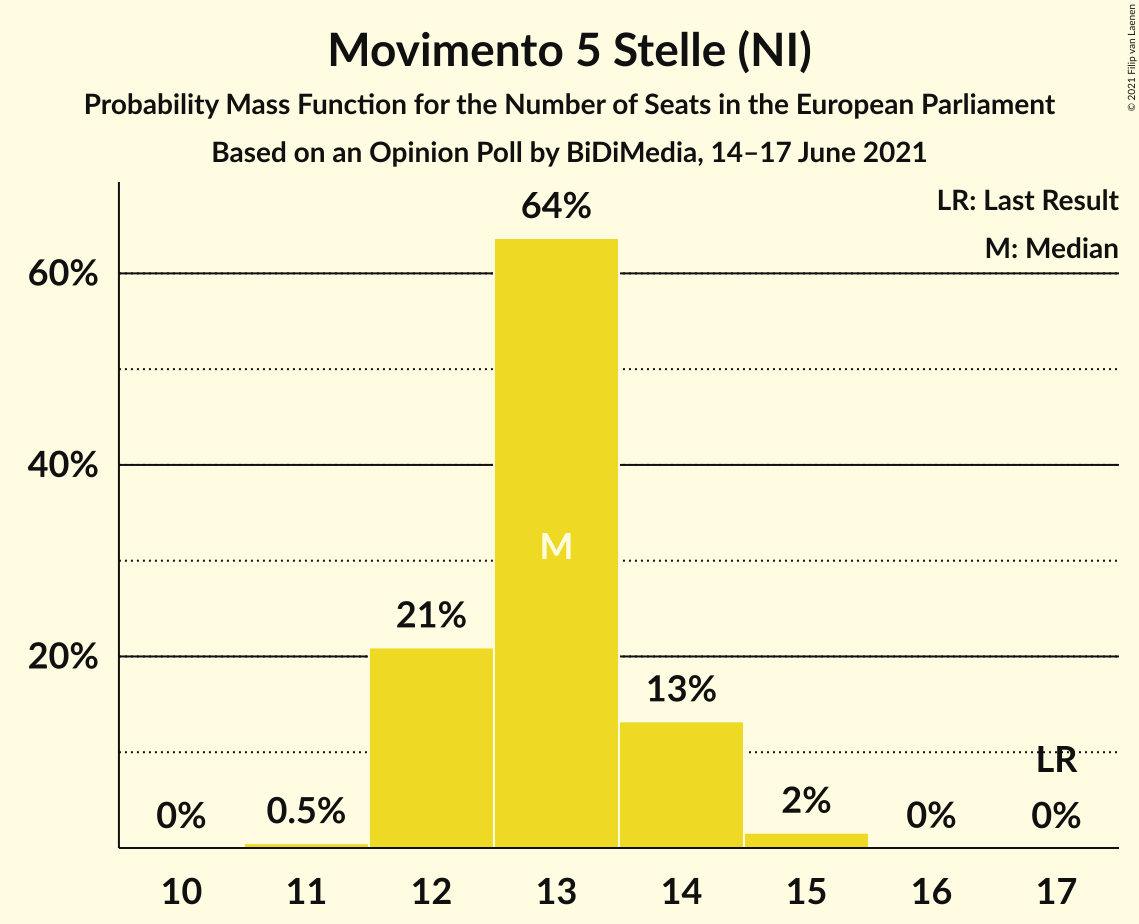 Movimento 5 Stelle (NI)
Probability Mass Function for the Number of Seats in the European Parliament
Based on an Opinion Poll by BiDiMedia, 14–17 June 2021
© 2021 Filip van Laenen
LR: Last Result
M: Median
64%
60%
40%
M
21%
20%
13%
LR
0%
0.5%
2%
0%
0%
10
11
12
13
14
15
16
17